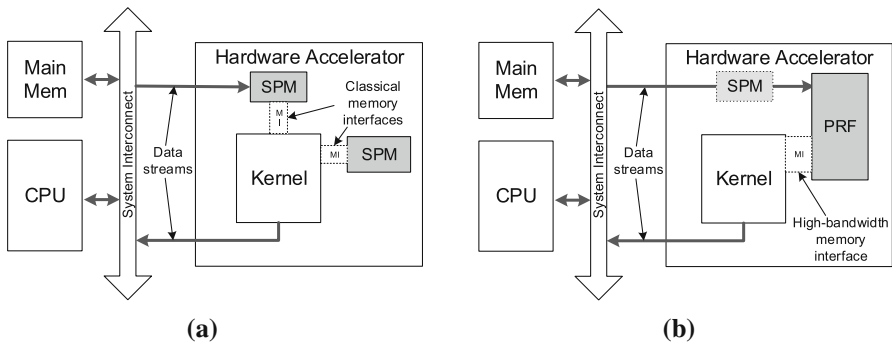 Main
Mem
CPU
System Interconnect
Data
streams
Hardware Accelerator
SPM
M
I
Classical
memory
interfaces
MI
SPM
Kernel
(a)
Main
Mem
CPU
System Interconnect
Data
streams
Hardware Accelerator
SPM
PRF
MI
Kernel
High-bandwidth
memory
interface
(b)